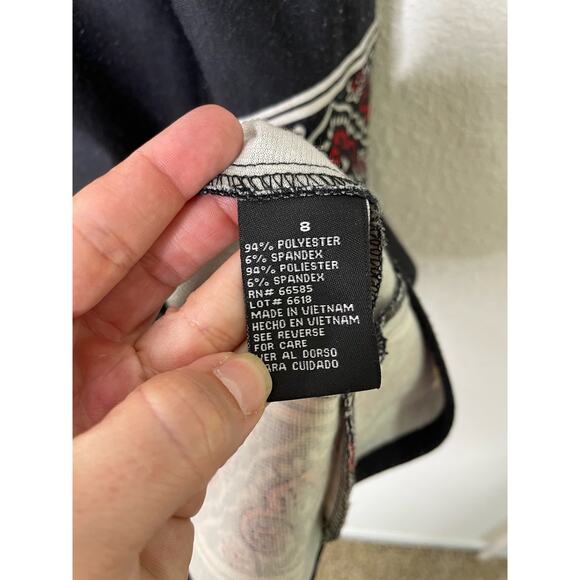 8
94% POLYESTER
6% SPANDEX
94% POLIESTER
6% SPANDEX
RN# 66585
LOT# 6618
MADE IN VIETNAM
HECHO EN VIETNAM
SEE REVERSE
FOR CARE
VER AL DORSO
PARA CUIDADO